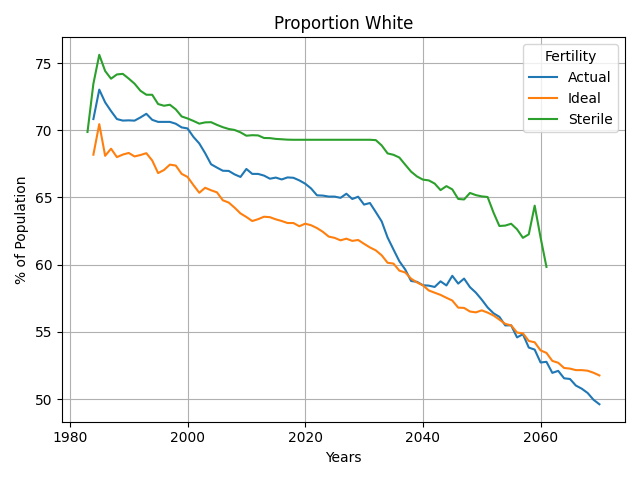 Proportion White
Fertility
Actual
Ideal
Sterile
% of Population
75
70
65
60
55
50
1980
2000
2020
2040
2060
Years